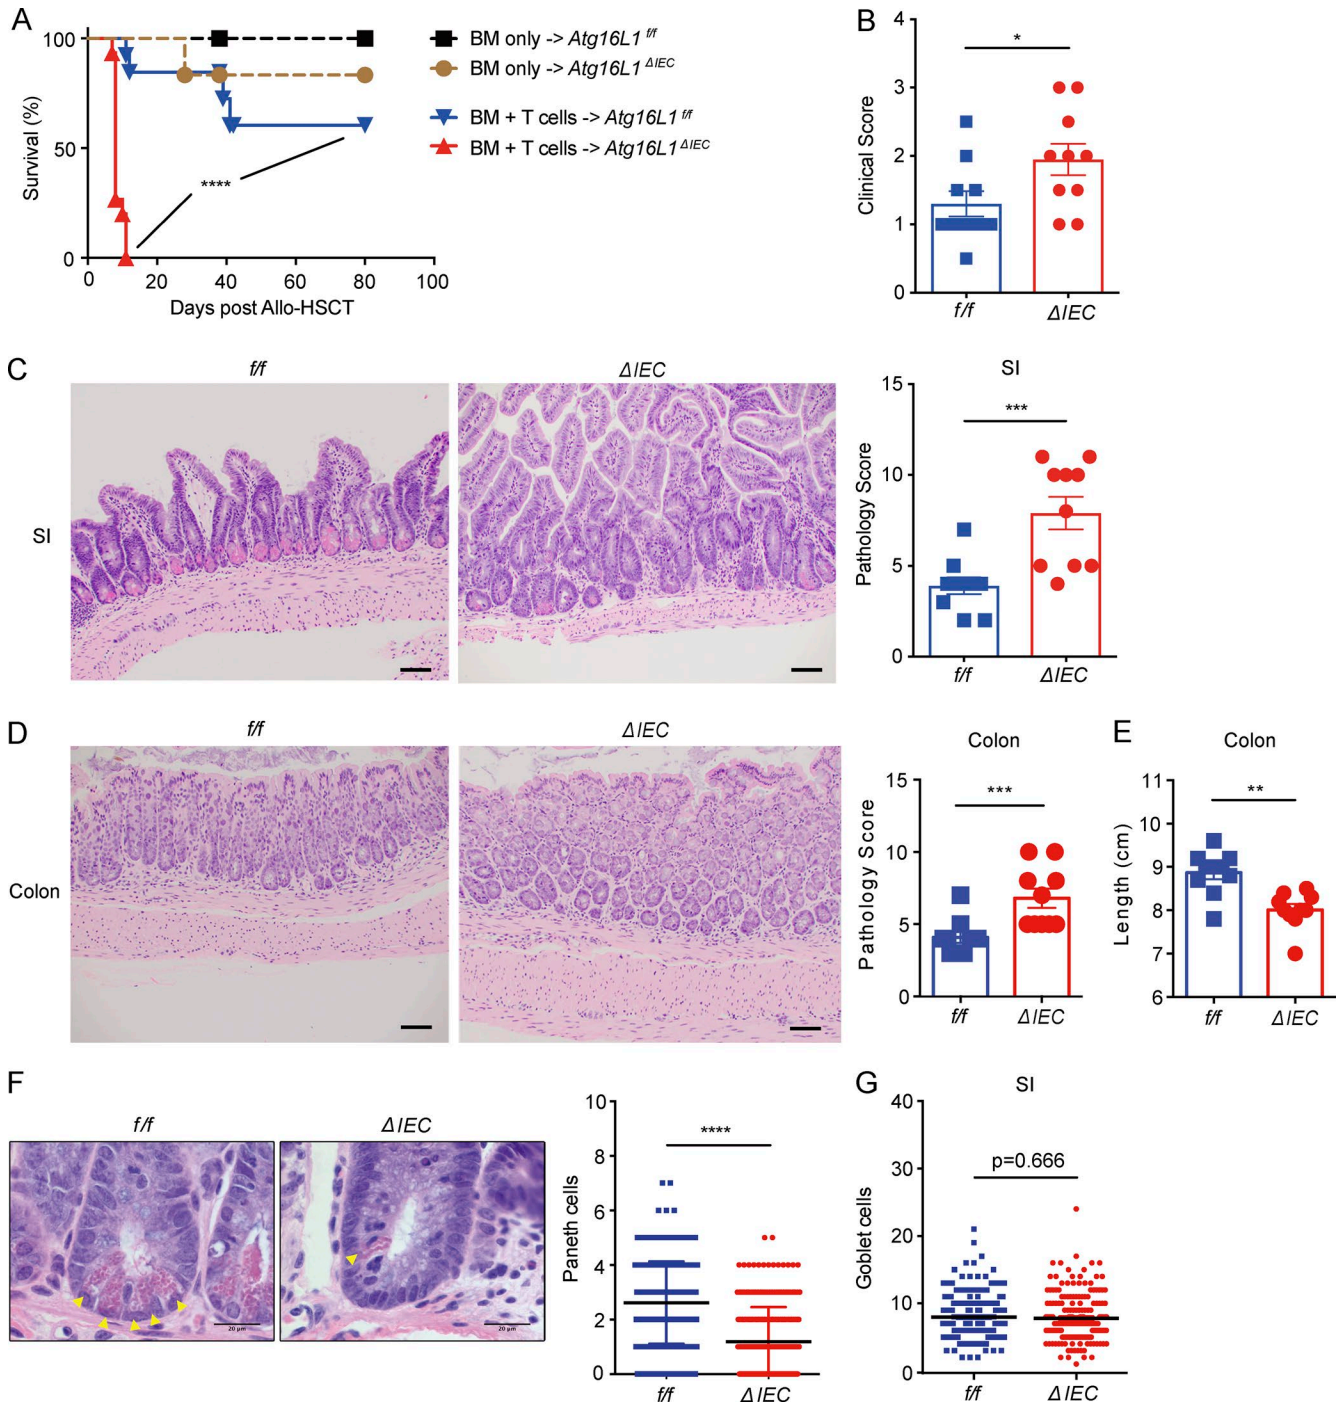 A
100
50
0
Survival (%)
0 20 40 60 80 100
Days post Allo-HSCT
****
BM only -> Atg16L1 f/f
BM only -> Atg16L1 ΔIEC
BM + T cells -> Atg16L1 f/f
BM + T cells -> Atg16L1 ΔIEC
B
4
3
2
1
0
Clinical Score
*
f/f ΔIEC
C
f/f ΔIEC
SI
SI
15
10
5
0
Pathology Score
***
f/f ΔIEC
D
f/f ΔIEC
Colon
Colon
15
10
5
0
Pathology Score
***
f/f ΔIEC
E
Colon
11
10
9
8
7
6
Length (cm)
**
f/f ΔIEC
F
f/f ΔIEC
20 µm 20 µm
10
8
6
4
2
0
Paneth cells
****
f/f ΔIEC
G
SI
40
30
20
10
0
Goblet cells
p=0.666
f/f ΔIEC